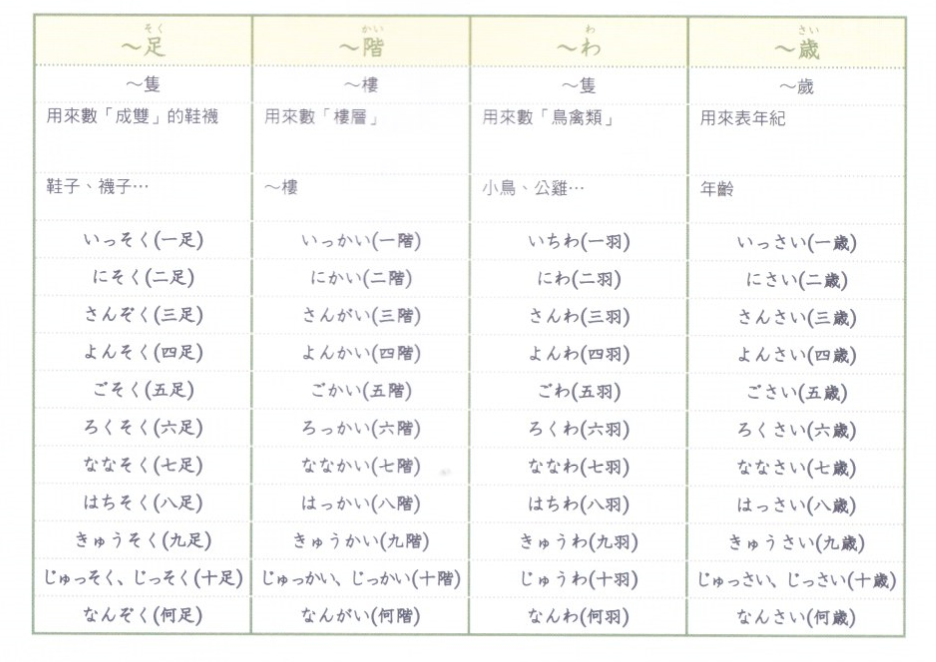 そく かい わ さい
～足 ～階 ～わ ～歳
～隻 ～樓 ～隻 ～歲
用來數「成雙」的鞋襪 用來數「樓層」 用來數「鳥禽類」 用來表年紀
鞋子、襪子… ～樓 小鳥、公雞… 年齡
いっそく(一足) いっかい(一階) いちわ(一羽) いっさい(一歳)
にそく(二足) にかい(二階) にわ(二羽) にさい(二歳)
さんぞく(三足) さんがい(三階) さんわ(三羽) さんさい(三歳)
よんそく(四足) よんかい(四階) よんわ(四羽) よんさい(四歳)
ごそく(五足) ごかい(五階) ごわ(五羽) ごさい(五歳)
ろくそく(六足) ろっかい(六階) ろくわ(六羽) ろくさい(六歳)
ななそく(七足) ななかい(七階) ななわ(七羽) ななさい(七歳)
はちそく(八足) はっかい(八階) はちわ(八羽) はっさい(八歳)
きゅうそく(九足) きゅうかい(九階) きゅうわ(九羽) きゅうさい(九歳)
じゅっそく、じっそく(十足) じゅっかい、じっかい(十階) じゅうわ(十羽) じゅっさい、じっさい(十歳)
なんぞく(何足) なんがい(何階) なんわ(何羽) なんさい(何歳)